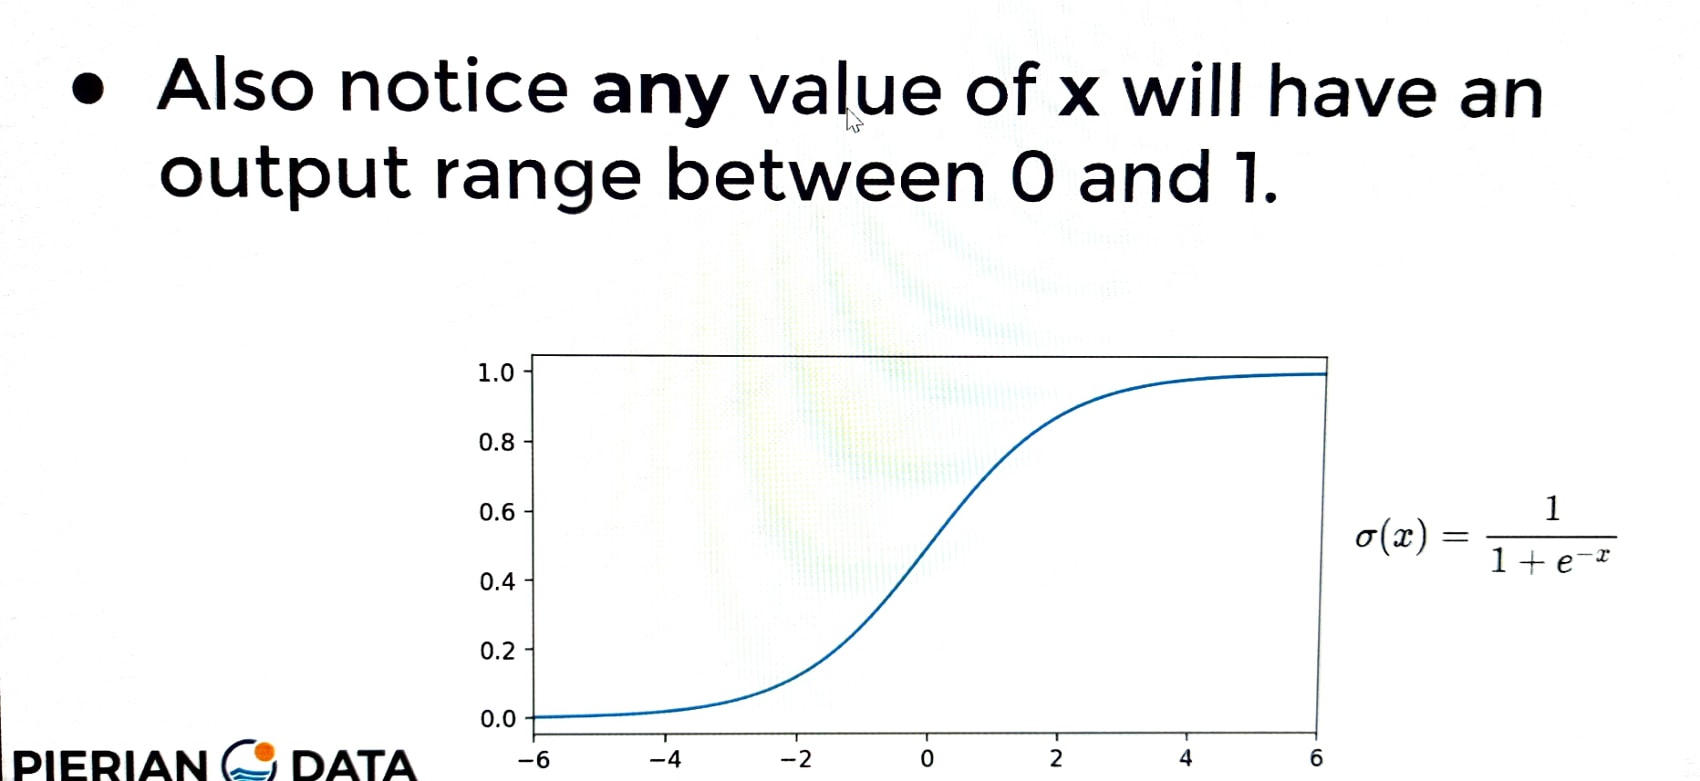 • Also notice any value of x will have an
output range between 0 and 1.
1.0
0.8
0.6
0.4
0.2
0.0
−6 −4 −2 0 2 4 6
σ(x) = 1 / (1 + e^−x)
PIERIAN DATA